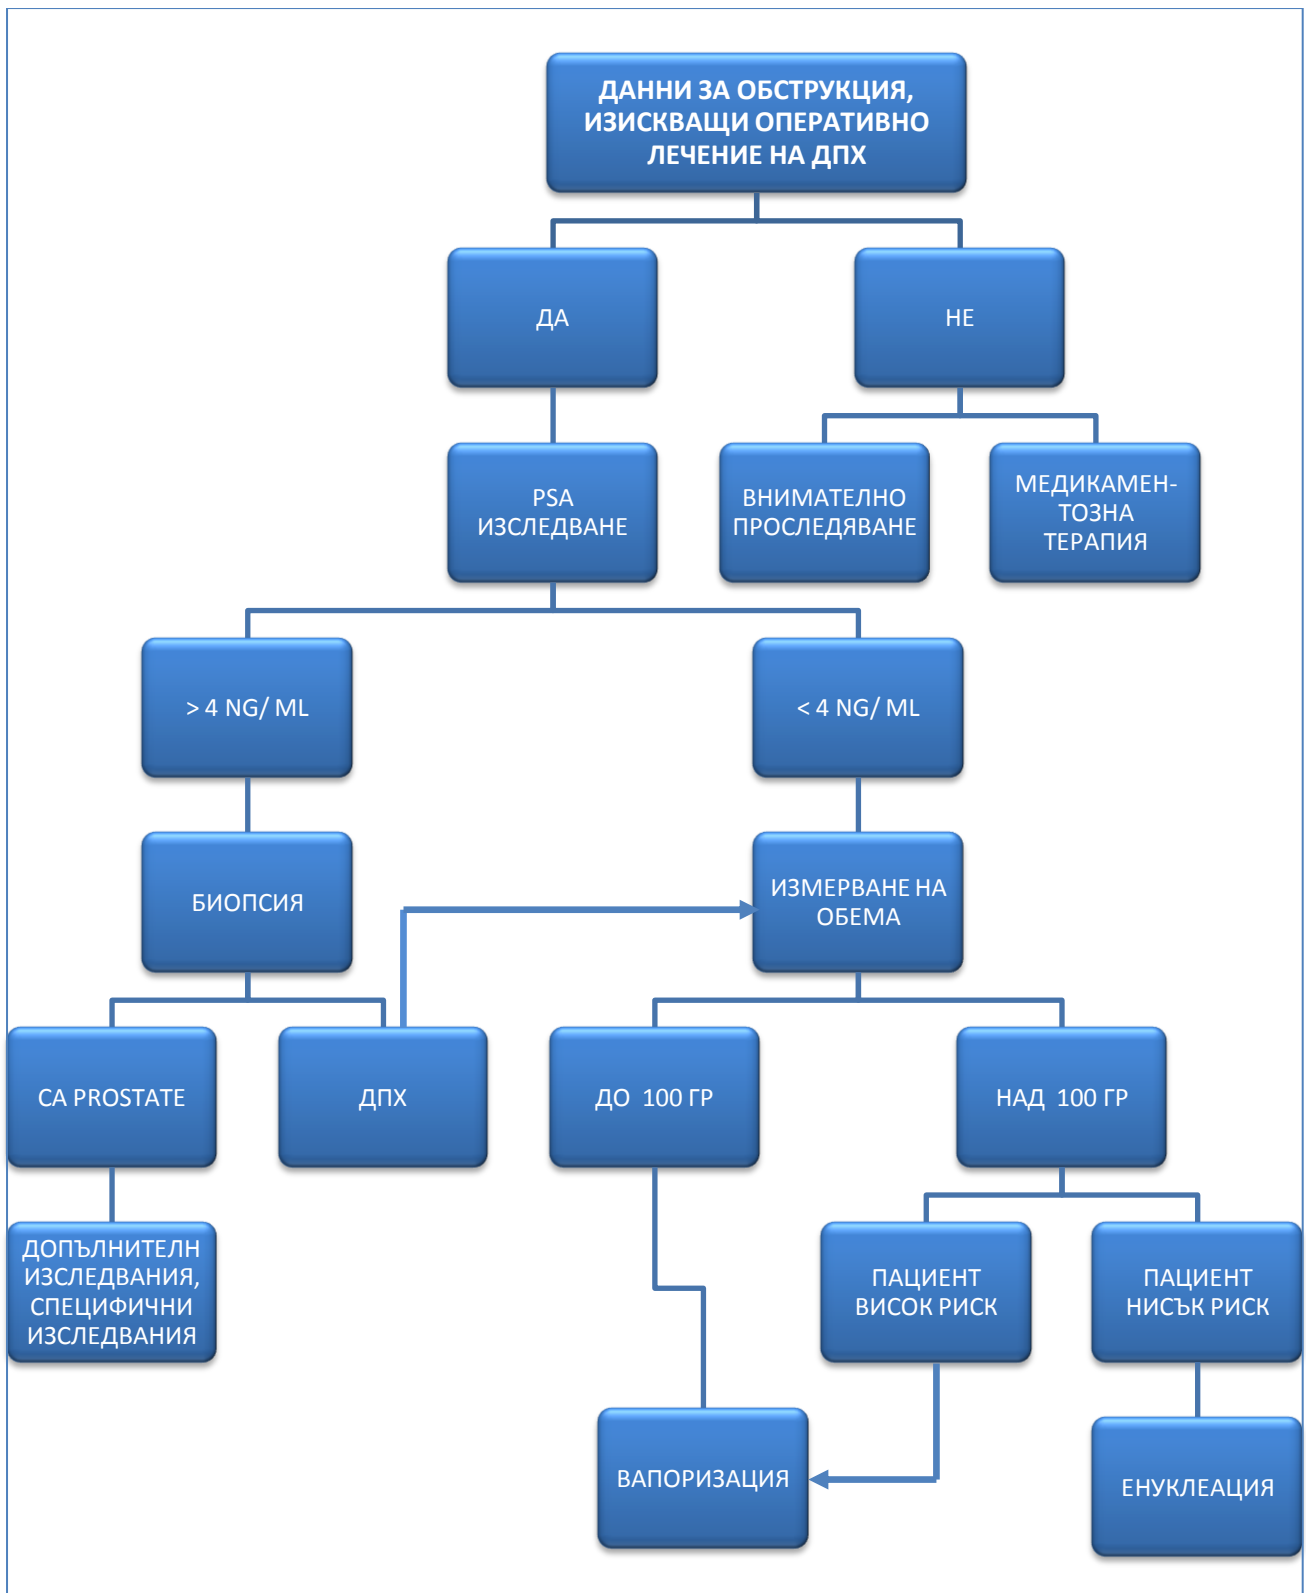 ДАННИ ЗА ОБСТРУКЦИЯ,
ИЗИСКВАЩИ ОПЕРАТИВНО
ЛЕЧЕНИЕ НА ДПХ
ДА
НЕ
PSA
ИЗСЛЕДВАНЕ
ВНИМАТЕЛНО
ПРОСЛЕДЯВАНЕ
МЕДИКАМЕН-
ТОЗНА
ТЕРАПИЯ
> 4 NG/ ML
< 4 NG/ ML
БИОПСИЯ
ИЗМЕРВАНЕ НА
ОБЕМА
CA PROSTATE
ДПХ
ДО 100 ГР
НАД 100 ГР
ДОПЪЛНИТЕЛН
ИЗСЛЕДВАНИЯ,
СПЕЦИФИЧНИ
ИЗСЛЕДВАНИЯ
ПАЦИЕНТ
ВИСОК РИСК
ПАЦИЕНТ
НИСЪК РИСК
ВАПОРИЗАЦИЯ
ЕНУКЛЕАЦИЯ